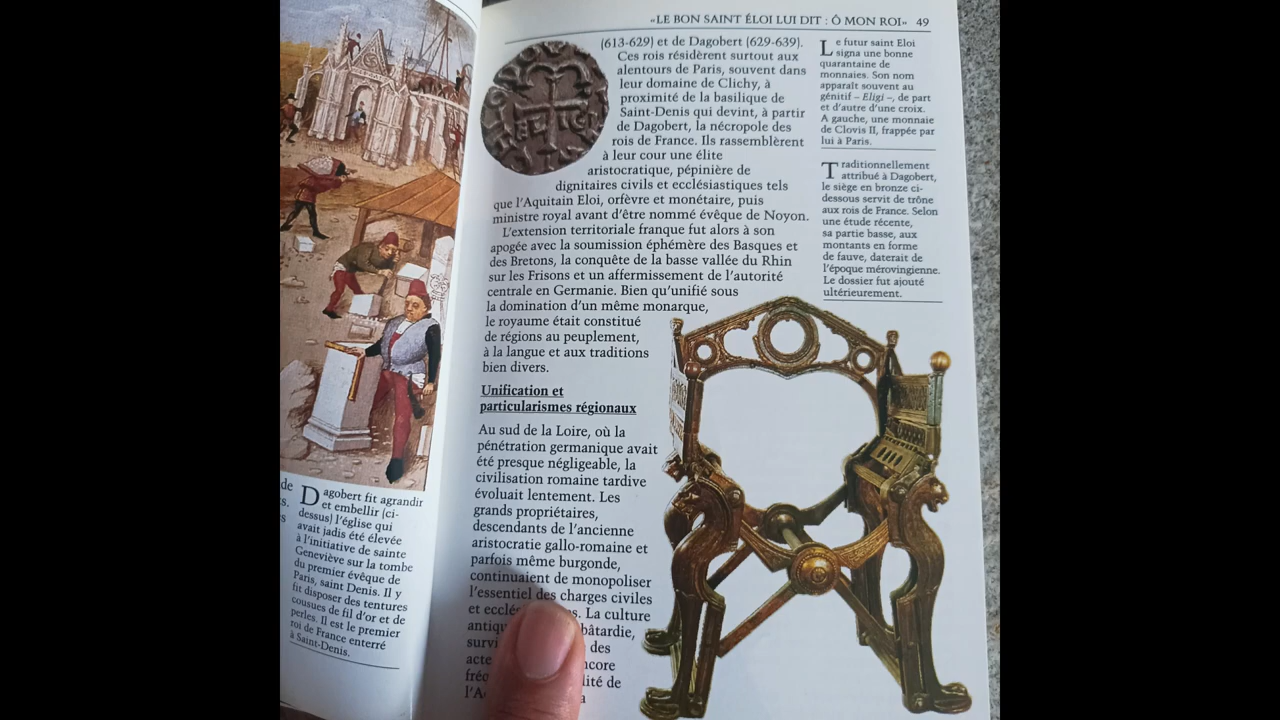 de
s.
s
Dagobert fit agrandir
et embellir (ci-
dessus) l'église qui
avait jadis été élevée
à l'initiative de sainte
Geneviève sur la tombe
du premier évêque de
Paris, saint Denis. Il y
fit disposer des tentures
cousues de fil d'or et de
perles. Il est le premier
roi de France enterré
à Saint-Denis.
«LE BON SAINT ÉLOI LUI DIT : Ô MON ROI» 49
(613-629) et de Dagobert (629-639).
Ces rois résidèrent surtout aux
alentours de Paris, souvent dans
leur domaine de Clichy, à
proximité de la basilique de
Saint-Denis qui devint, à partir
de Dagobert, la nécropole des
rois de France. Ils rassemblèrent
à leur cour une élite
aristocratique, pépinière de
dignitaires civils et ecclésiastiques tels
que l'Aquitain Eloi, orfèvre et monétaire, puis
ministre royal avant d'être nommé évêque de Noyon.
L'extension territoriale franque fut alors à son
apogée avec la soumission éphémère des Basques et
des Bretons, la conquête de la basse vallée du Rhin
sur les Frisons et un affermissement de l'autorité
centrale en Germanie. Bien qu'unifié sous
la domination d'un même monarque,
le royaume était constitué
de régions au peuplement,
à la langue et aux traditions
bien divers.
Unification et
particularismes régionaux
Au sud de la Loire, où la
pénétration germanique avait
été presque négligeable, la
civilisation romaine tardive
évoluait lentement. Les
grands propriétaires,
descendants de l'ancienne
aristocratie gallo-romaine et
parfois même burgonde,
continuaient de monopoliser
l'essentiel des charges civiles
et . La culture
bâtardie,
des
lité de
Le futur saint Eloi
signa une bonne
quarantaine de
monnaies. Son nom
apparaît souvent au
génitif – Eligi –, de part
et d'autre d'une croix.
A gauche, une monnaie
de Clovis II, frappée par
lui à Paris.
Traditionnellement
attribué à Dagobert,
le siège en bronze ci-
dessous servit de trône
aux rois de France. Selon
une étude récente,
sa partie basse, aux
montants en forme
de fauve, daterait de
l'époque mérovingienne.
Le dossier fut ajouté
ultérieurement.